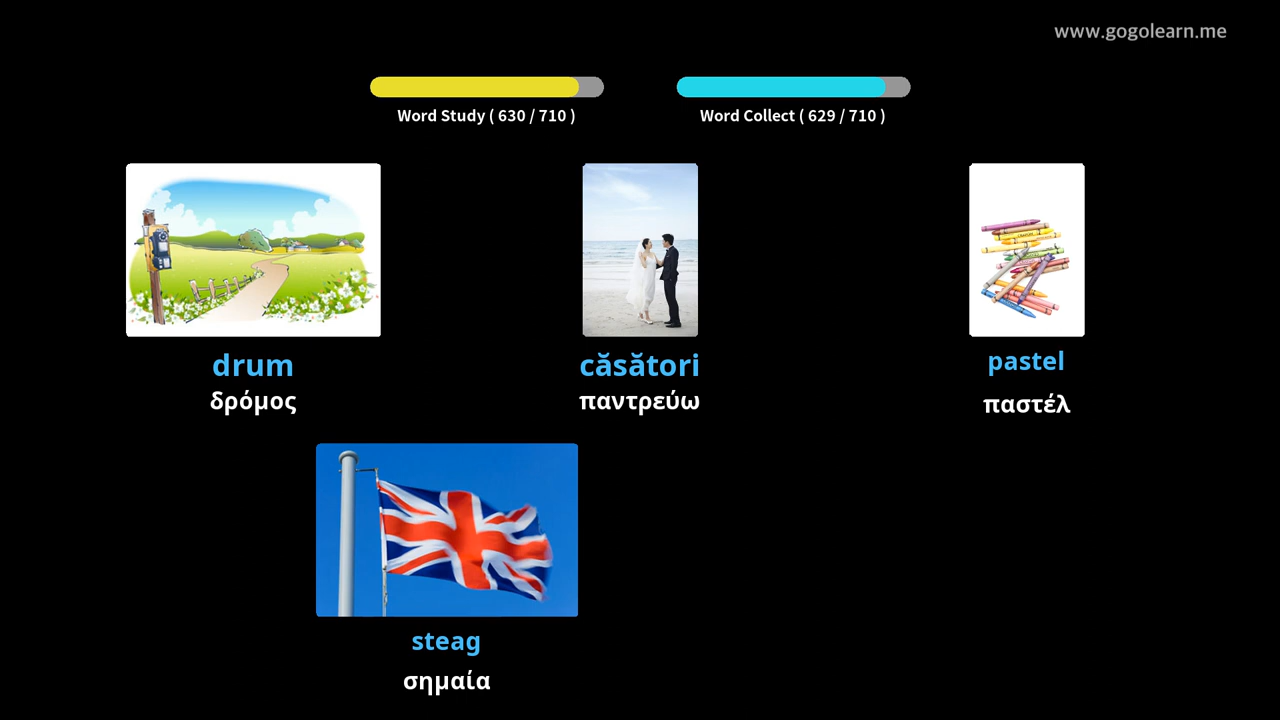 www.gogolearn.me
Word Study ( 630 / 710 )
Word Collect ( 629 / 710 )
drum
δρόμος
căsători
παντρεύω
pastel
παστέλ
steag
σημαία